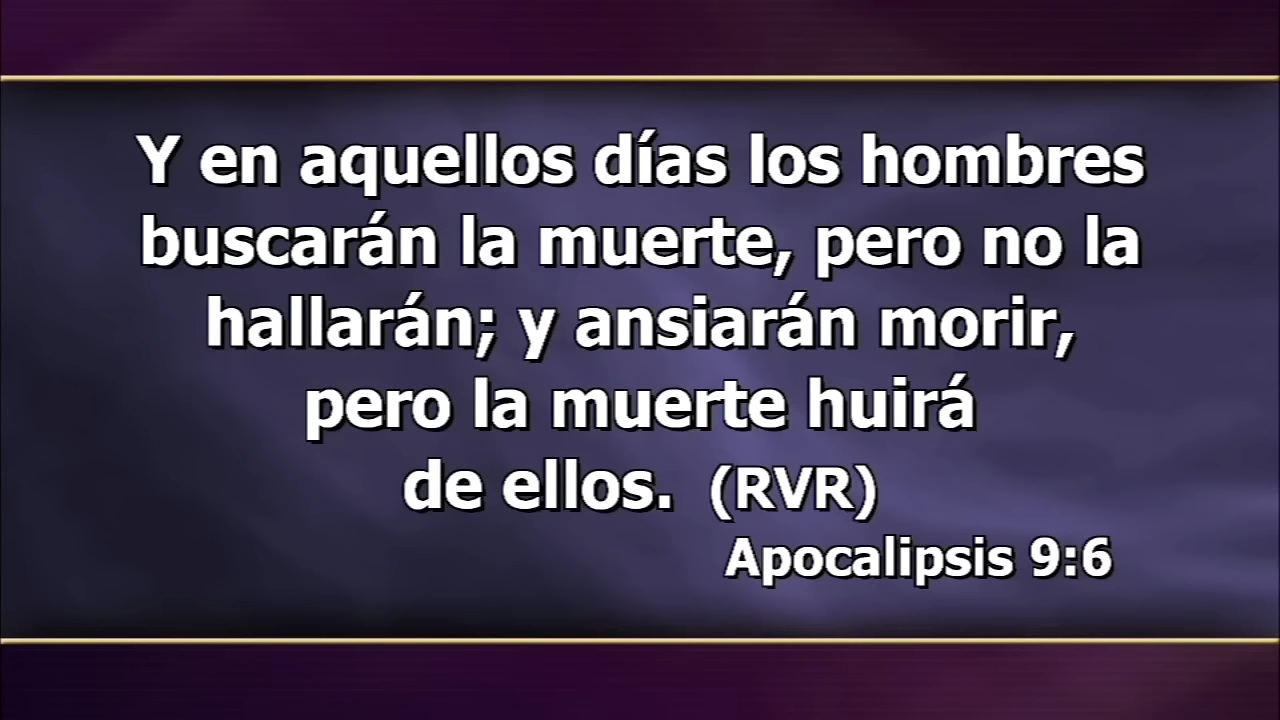 Y en aquellos días los hombres
buscarán la muerte, pero no la
hallarán; y ansiarán morir,
pero la muerte huirá
de ellos. (RVR)
Apocalipsis 9:6